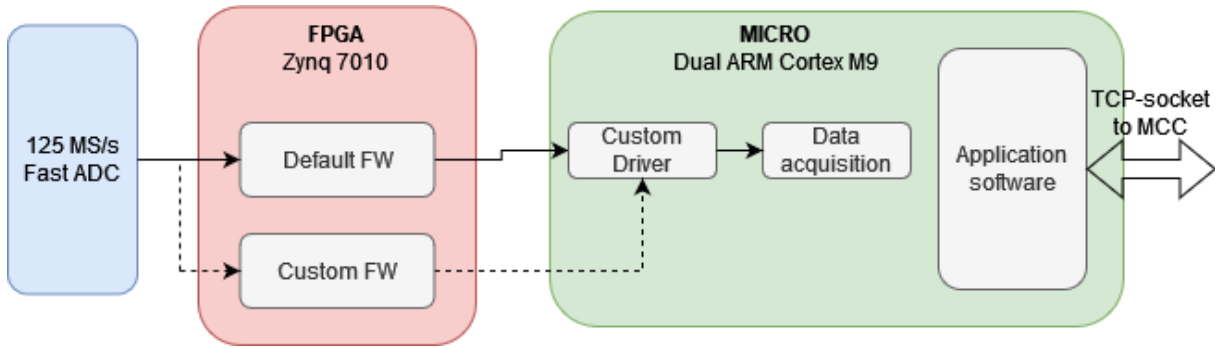 125 MS/s
Fast ADC
FPGA
Zynq 7010
Default FW
Custom FW
MICRO
Dual ARM Cortex M9
Custom
Driver
Data
acquisition
Application
software
TCP-socket
to MCC